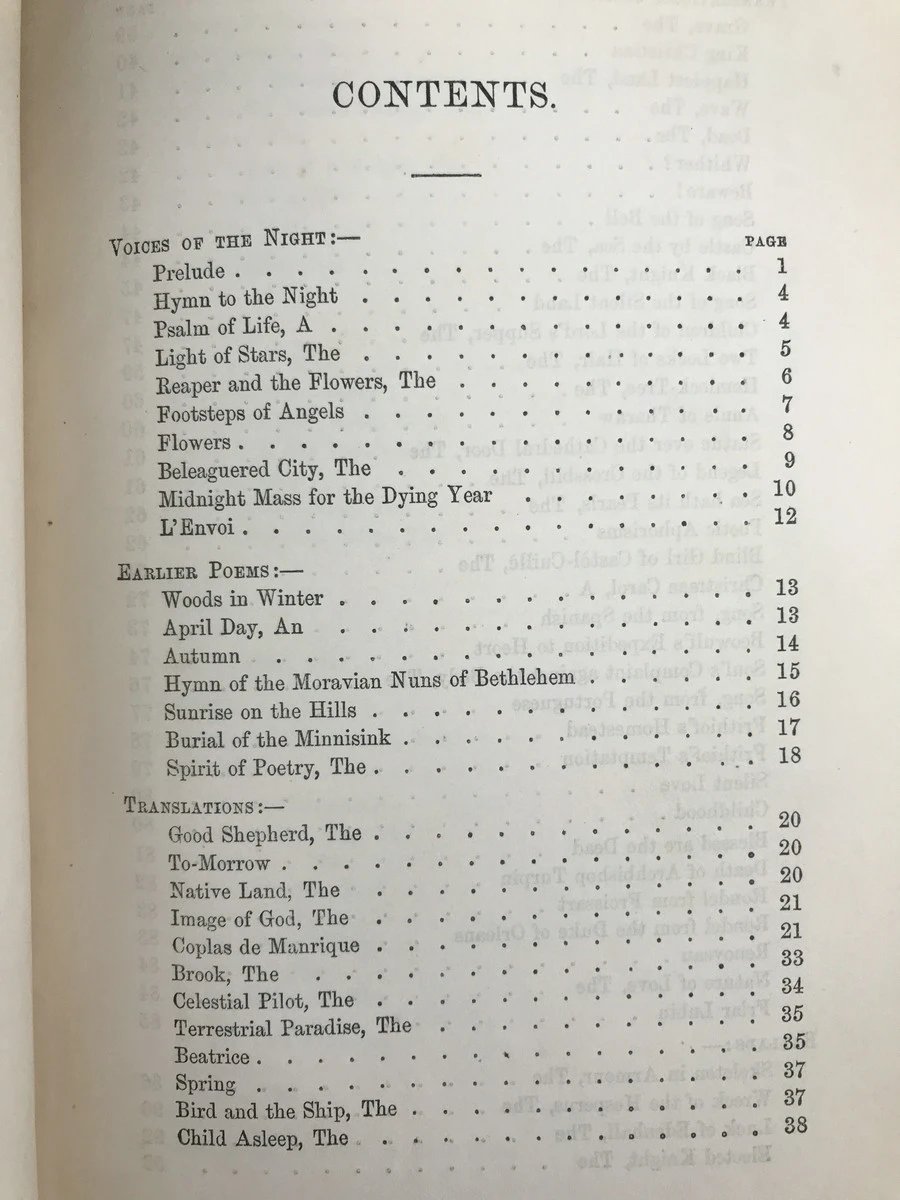 CONTENTS.
VOICES OF THE NIGHT:— PAGE
Prelude . . . . . . . . . . . . . . . . . 1
Hymn to the Night . . . . . . . . . . . . . 4
Psalm of Life, A . . . . . . . . . . . . . . 4
Light of Stars, The . . . . . . . . . . . . . 5
Reaper and the Flowers, The . . . . . . . . . . 6
Footsteps of Angels . . . . . . . . . . . . . 7
Flowers . . . . . . . . . . . . . . . . . 8
Beleaguered City, The . . . . . . . . . . . . 9
Midnight Mass for the Dying Year . . . . . . . . 10
L'Envoi . . . . . . . . . . . . . . . . . 12
EARLIER POEMS:—
Woods in Winter . . . . . . . . . . . . . . 13
April Day, An . . . . . . . . . . . . . . 13
Autumn . . . . . . . . . . . . . . . . 14
Hymn of the Moravian Nuns of Bethlehem . . . . . . 15
Sunrise on the Hills . . . . . . . . . . . . . 16
Burial of the Minnisink . . . . . . . . . . . . 17
Spirit of Poetry, The . . . . . . . . . . . . . 18
TRANSLATIONS:—
Good Shepherd, The . . . . . . . . . . . . . 20
To-Morrow . . . . . . . . . . . . . . . . 20
Native Land, The . . . . . . . . . . . . . 20
Image of God, The . . . . . . . . . . . . . 21
Coplas de Manrique . . . . . . . . . . . . . 21
Brook, The . . . . . . . . . . . . . . . 33
Celestial Pilot, The . . . . . . . . . . . . . 34
Terrestrial Paradise, The . . . . . . . . . . . 35
Beatrice . . . . . . . . . . . . . . . . . 35
Spring . . . . . . . . . . . . . . . . . 37
Bird and the Ship, The . . . . . . . . . . . . 37
Child Asleep, The . . . . . . . . . . . . . 38